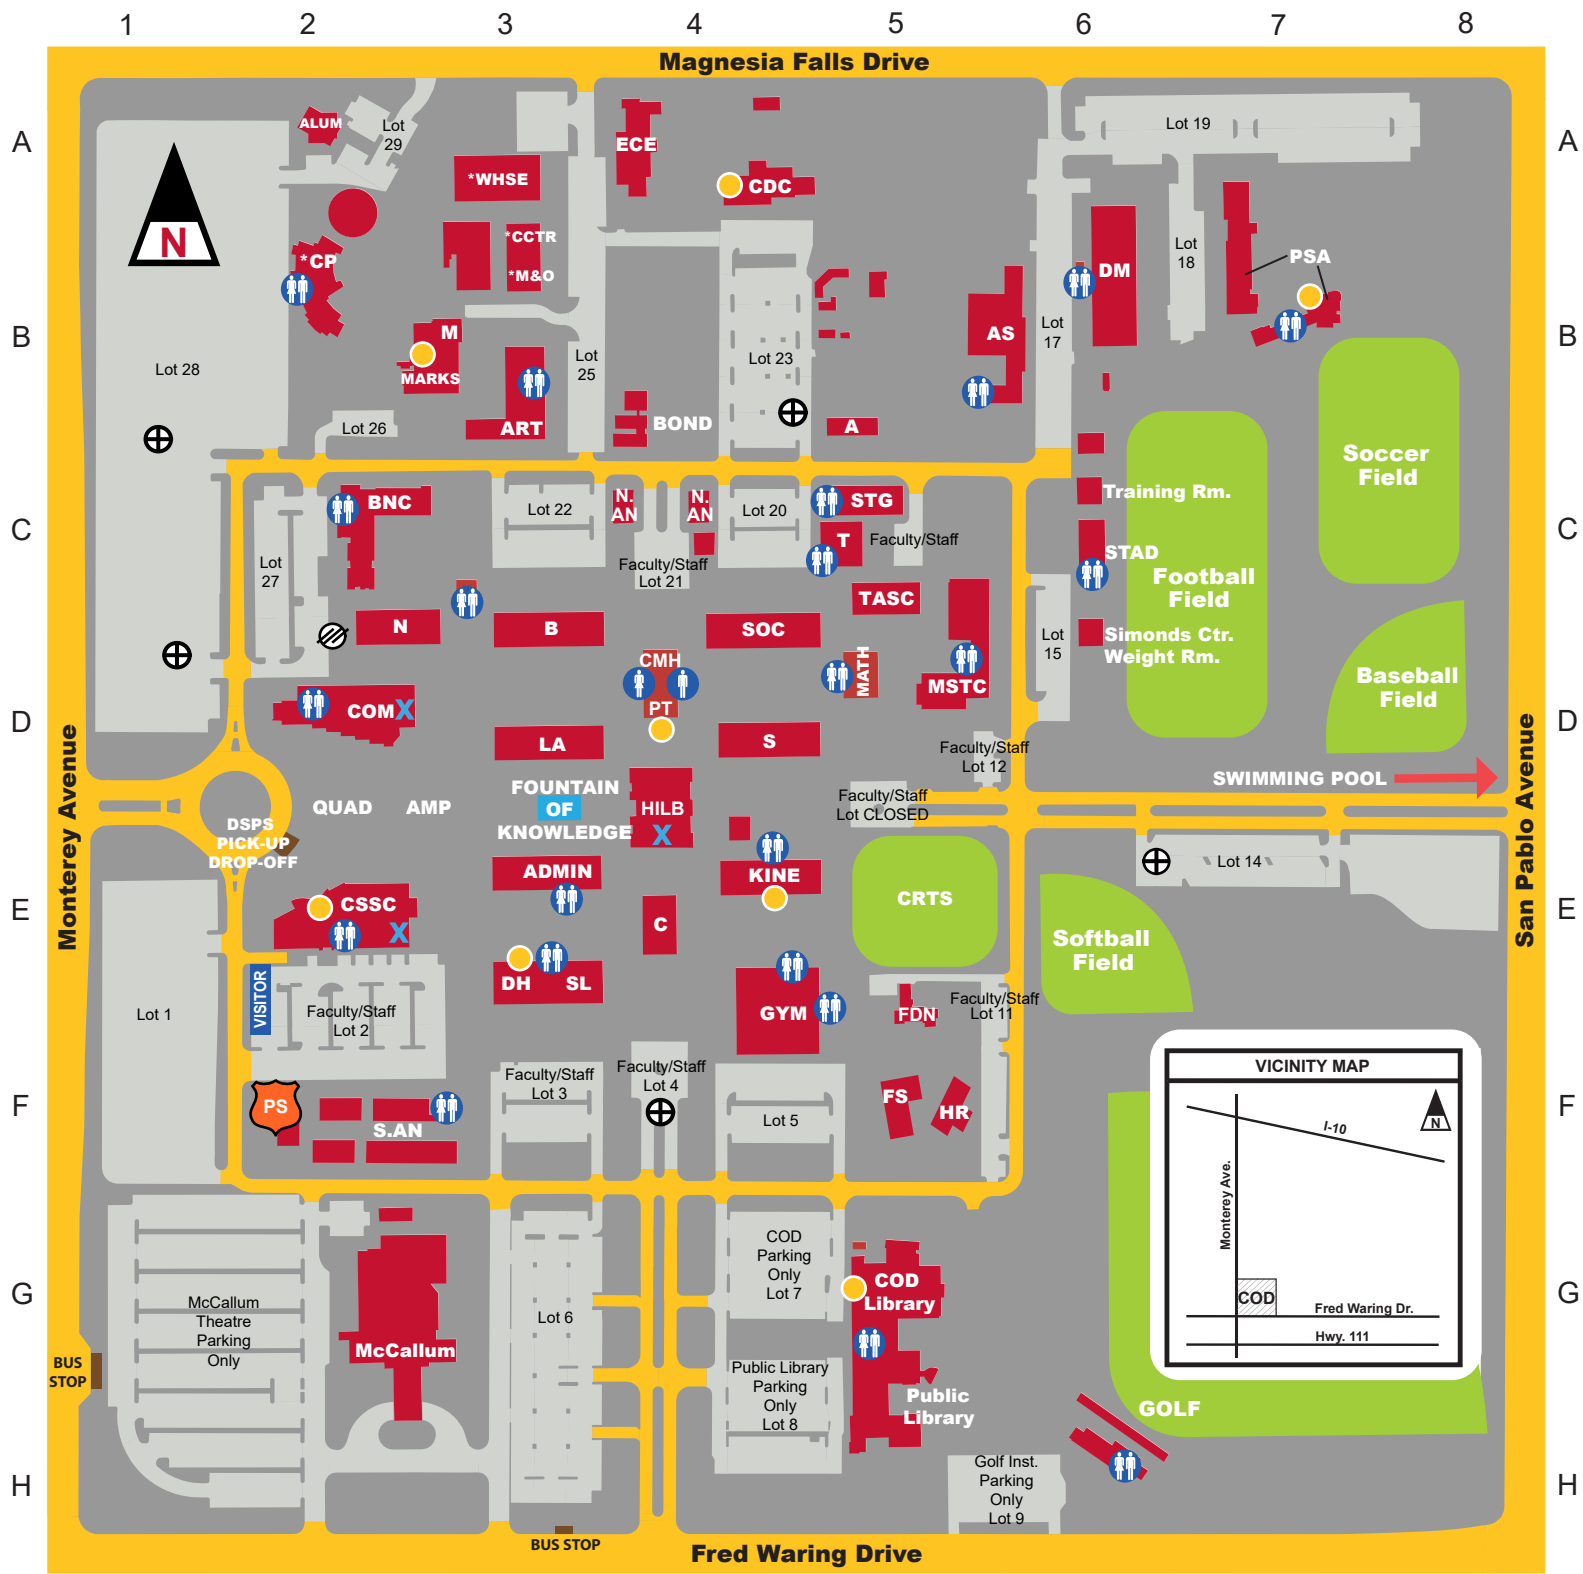 1 2 3 4 5 6 7 8
Magnesia Falls Drive
A
ALUM
Lot
29
ECE
Lot 19
A
*WHSE
CDC
N
*CCTR
*M&O
*CP
DM
Lot
18
PSA
B
M
MARKS
Lot
25
Lot 23
AS
Lot
17
B
Lot 28
Lot 26
ART
BOND
A
Soccer
Field
C
BNC
Lot 22
N.
AN
N.
AN
Lot 20
STG
Training Rm.
C
Lot
27
Faculty/Staff
Lot 21
T
Faculty/Staff
STAD
Football
Field
TASC
N
B
SOC
Lot
15
Simonds Ctr.
Weight Rm.
CMH
PT
MATH
MSTC
Baseball
Field
D
COM
X
LA
S
Faculty/Staff
Lot 12
D
Monterey Avenue
San Pablo Avenue
SWIMMING POOL
QUAD
AMP
FOUNTAIN
OF
KNOWLEDGE
HILB
X
Faculty/Staff
Lot CLOSED
DSPS
PICK-UP
DROP-OFF
Lot 14
E
ADMIN
KINE
CRTS
E
CSSC
X
C
Softball
Field
DH
SL
VISITOR
Lot 1
Faculty/Staff
Lot 2
GYM
FDN
Faculty/Staff
Lot 11
F
PS
S.AN
Faculty/Staff
Lot 3
Faculty/Staff
Lot 4
Lot 5
FS
HR
F
VICINITY MAP
I-10
N
Monterey Ave.
COD
Fred Waring Dr.
Hwy. 111
G
McCallum
Theatre
Parking
Only
McCallum
Lot 6
COD
Parking
Only
Lot 7
COD
Library
G
BUS
STOP
Public Library
Parking
Only
Lot 8
Public
Library
GOLF
H
Golf Inst.
Parking
Only
Lot 9
H
BUS STOP
Fred Waring Drive